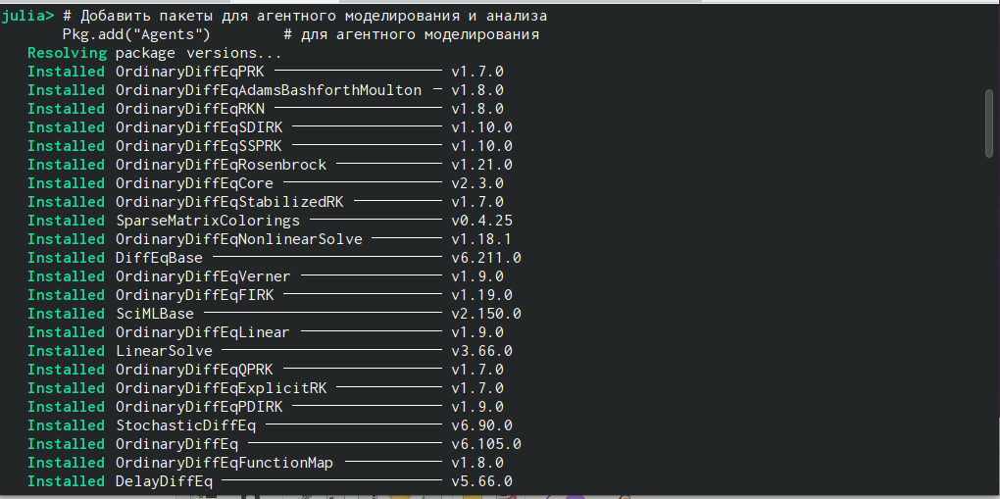 julia> # Добавить пакеты для агентного моделирования и анализа
Pkg.add("Agents") # для агентного моделирования
Resolving package versions...
Installed OrdinaryDiffEqPRK ─ v1.7.0
Installed OrdinaryDiffEqAdamsBashforthMoulton ─ v1.8.0
Installed OrdinaryDiffEqRKN ─ v1.8.0
Installed OrdinaryDiffEqSDIRK ─ v1.10.0
Installed OrdinaryDiffEqSSPRK ─ v1.10.0
Installed OrdinaryDiffEqRosenbrock ─ v1.21.0
Installed OrdinaryDiffEqCore ─ v2.3.0
Installed OrdinaryDiffEqStabilizedRK ─ v1.7.0
Installed SparseMatrixColorings ─ v0.4.25
Installed OrdinaryDiffEqNonlinearSolve ─ v1.18.1
Installed DiffEqBase ─ v6.211.0
Installed OrdinaryDiffEqVerner ─ v1.9.0
Installed OrdinaryDiffEqFIRK ─ v1.19.0
Installed SciMLBase ─ v2.150.0
Installed OrdinaryDiffEqLinear ─ v1.9.0
Installed LinearSolve ─ v3.66.0
Installed OrdinaryDiffEqQPRK ─ v1.7.0
Installed OrdinaryDiffEqExplicitRK ─ v1.7.0
Installed OrdinaryDiffEqPDIRK ─ v1.9.0
Installed StochasticDiffEq ─ v6.90.0
Installed OrdinaryDiffEq ─ v6.105.0
Installed OrdinaryDiffEqFunctionMap ─ v1.8.0
Installed DelayDiffEq ─ v5.66.0